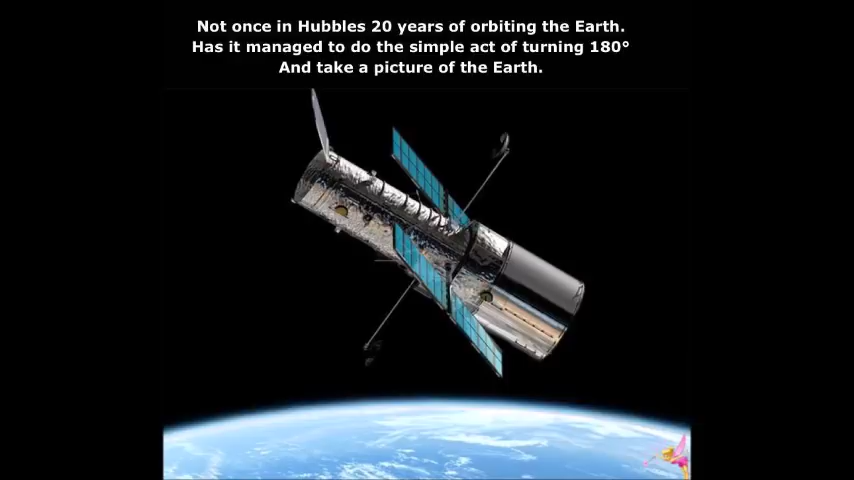 Not once in Hubbles 20 years of orbiting the Earth.
Has it managed to do the simple act of turning 180°
And take a picture of the Earth.